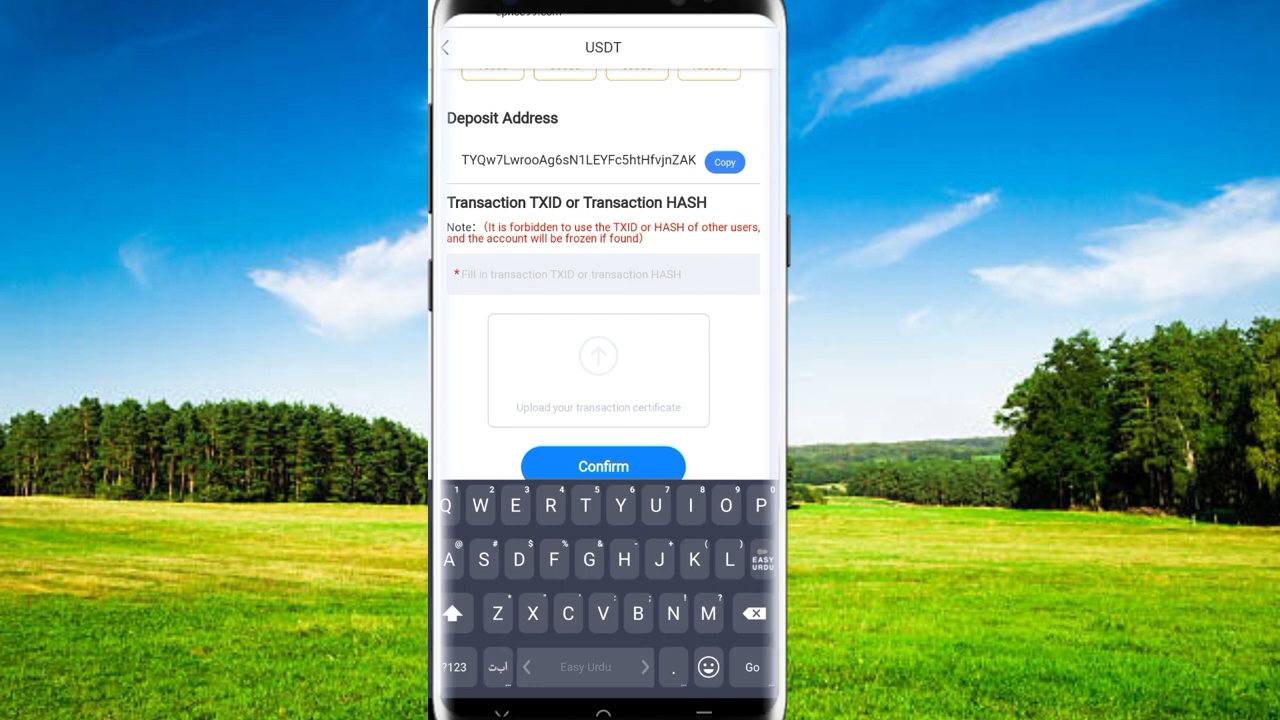 USDT
Deposit Address
TYQw7LwrooAg6sN1LEYFc5htHfvjnZAK
Copy
Transaction TXID or Transaction HASH
Note:（It is forbidden to use the TXID or HASH of other users,
and the account will be frozen if found）
*Fill in transaction TXID or transaction HASH
Upload your transaction certificate
Confirm
1 2 3 4 5 6 7 8 9 0
Q W E R T Y U I O P
@ # $ % & - + ( )
A S D F G H J K L EASY
URDU
* " ' : ; ! ?
Z X C V B N M
?123 ابت Easy Urdu . Go